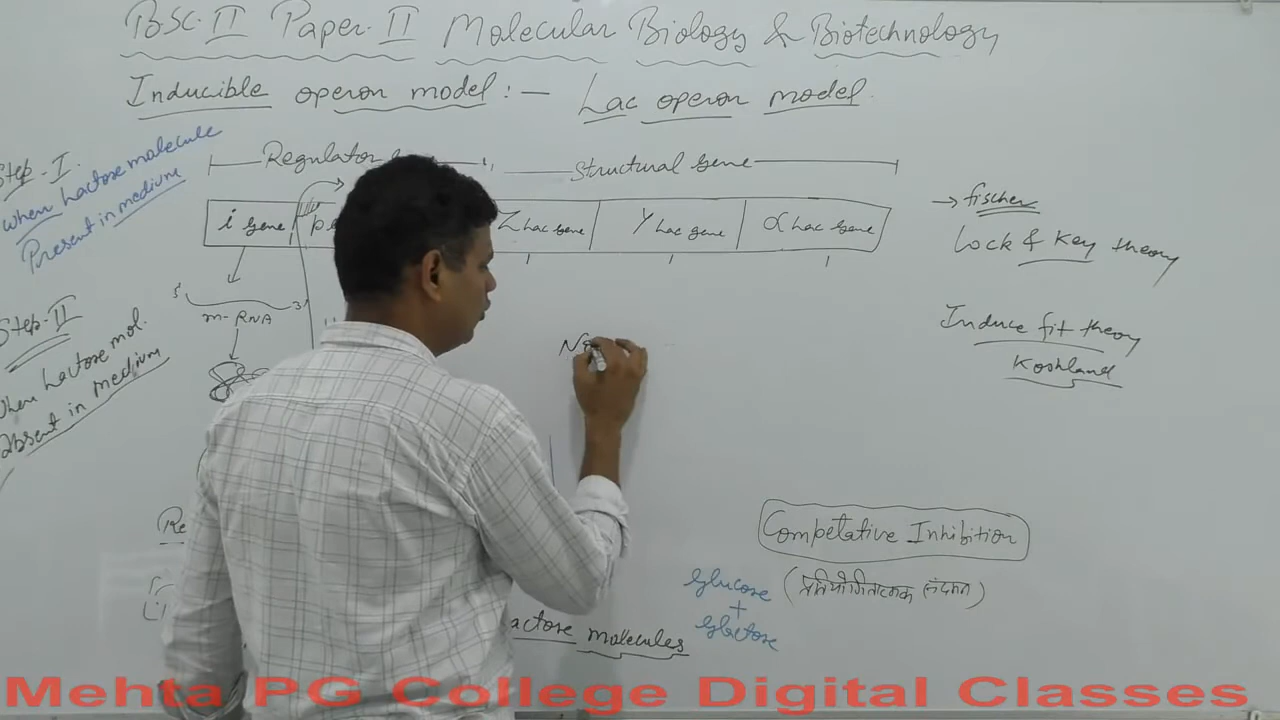 BSC-II Paper-II Molecular Biology & Biotechnology
Inducible operon model :- Lac operon model.
Step-I
When Lactose molecule
Present in medium
Regulator
Structural gene
i gene
Z Lac gene
Y Lac gene
α Lac gene
5'
3'
m-RNA
Step-II
When Lactose mol.
absent in medium
→ fischer
Lock & Key theory
Induce fit theory
Koshland
Competative Inhibition
(प्रतियोगितात्मक संदमन)
Glucose
+
Glactose
actose molecules
Mehta PG College Digital Classes